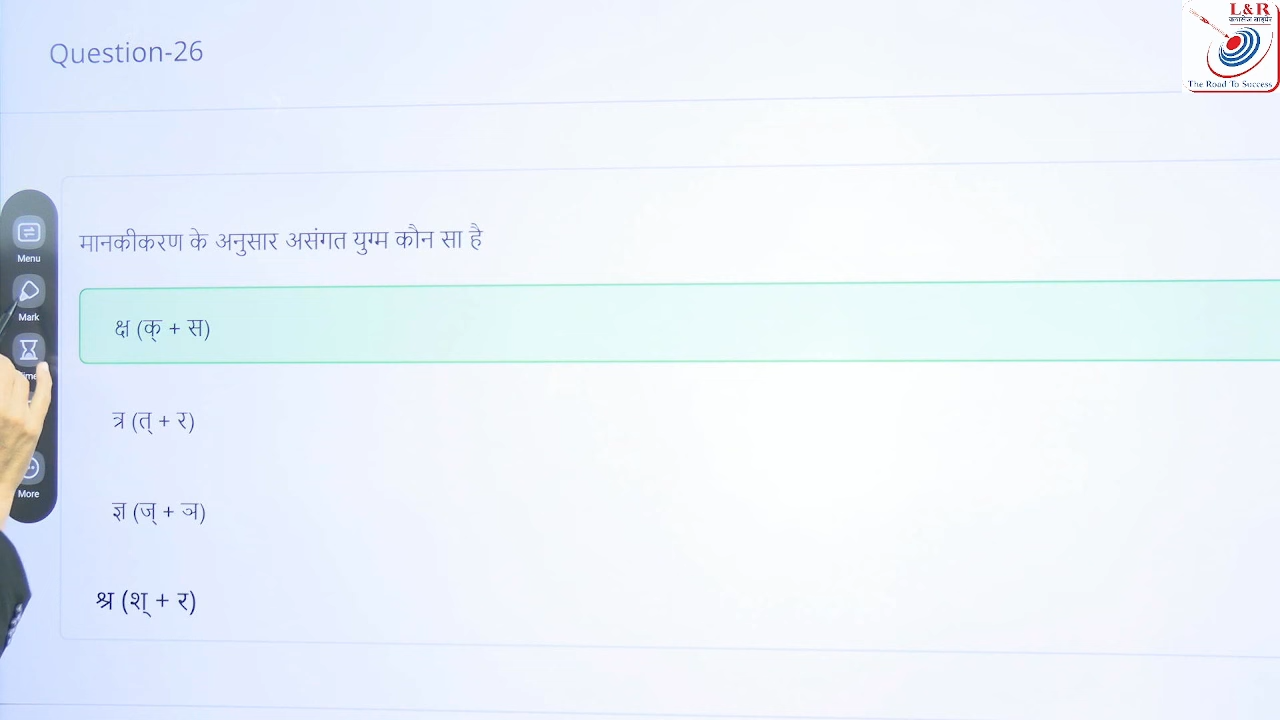 Question-26
L&R
The Road To Success
मानकीकरण के अनुसार असंगत युग्म कौन सा है
Menu
क्ष (क् + स)
Mark
त्र (त् + र)
More
ज्ञ (ज् + ञ)
श्र (श् + र)